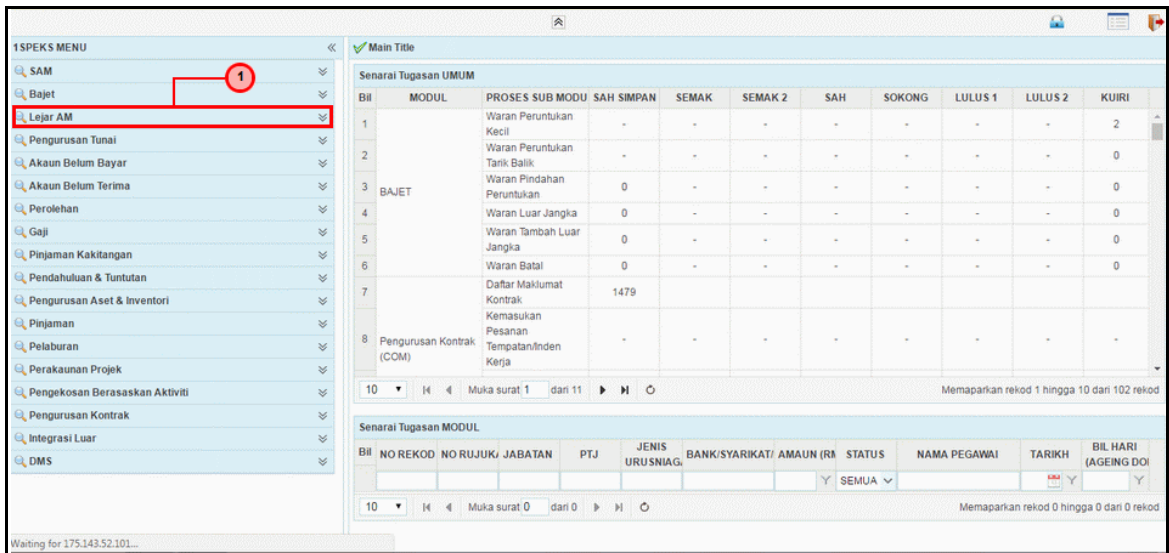 1SPEKS MENU
Main Title
SAM
1
Bajet
Lejar AM
Pengurusan Tunai
Akaun Belum Bayar
Akaun Belum Terima
Perolehan
Gaji
Pinjaman Kakitangan
Pendahuluan & Tuntutan
Pengurusan Aset & Inventori
Pinjaman
Pelaburan
Perakaunan Projek
Pengekosan Berasaskan Aktiviti
Pengurusan Kontrak
Integrasi Luar
DMS
Senarai Tugasan UMUM
Bil MODUL PROSES SUB MODU SAH SIMPAN SEMAK SEMAK 2 SAH SOKONG LULUS 1 LULUS 2 KUIRI
1 Waran Peruntukan Kecil - - - - - - - 2
2 Waran Peruntukan Tarik Balik - - - - - - - 0
3 BAJET Waran Pindahan Peruntukan 0 - - - - - - 0
4 Waran Luar Jangka 0 - - - - - - 0
5 Waran Tambah Luar Jangka 0 - - - - - - 0
6 Waran Batal 0 - - - - - - 0
7 Daftar Maklumat Kontrak 1479
8 Pengurusan Kontrak (COM) Kemasukan Pesanan Tempatan/Inden Kerja - - - - - - - -
10 Muka surat 1 dari 11 Memaparkan rekod 1 hingga 10 dari 102 rekod
Senarai Tugasan MODUL
Bil NO REKOD NO RUJUK JABATAN PTJ JENIS URUSNIAG BANK/SYARIKAT/ AMAUN (RM STATUS NAMA PEGAWAI TARIKH BIL HARI (AGEING DO
SEMUA
10 Muka surat 0 dari 0 Memaparkan rekod 0 hingga 0 dari 0 rekod
Waiting for 175.143.52.101...